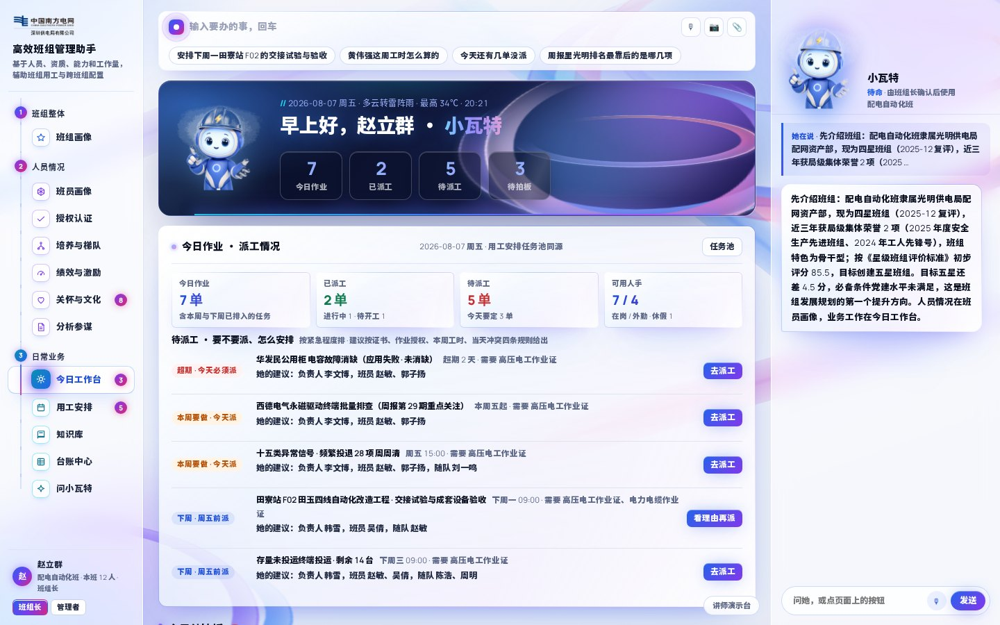 中国南方电网
CHINA SOUTHERN POWER GRID
深圳供电局有限公司
高效班组管理助手
基于人员、资质、能力和工作量，
辅助班组用工与跨班组配置
1 班组整体
班组画像
2 人员情况
班员画像
授权认证
培养与梯队
绩效与激励
关怀与文化 8
分析参谋
3 日常业务
今日工作台 3
用工安排 5
知识库
台账中心
问小瓦特
赵 赵立群
配电自动化班 · 本班 12 人 ·
班组长
班组长 管理者
输入要办的事，回车
安排下周一田寮站 F02 的交接试验与验收 黄伟强这周工时怎么算的 今天还有几单没派 周报里光明排名最靠后的是哪几项
// 2026-08-07 周五 · 多云转雷阵雨 · 最高 34℃ · 20:21
早上好，赵立群 · 小瓦特
7 2 5 3
今日作业 已派工 待派工 待拍板
今日作业 · 派工情况 2026-08-07 周五 · 用工安排任务池同源 任务池
今日作业 已派工 待派工 可用人手
7 单 2 单 5 单 7 / 4
含本周与下周已排入的任务 进行中 1 · 待开工 1 今天要定 3 单 在岗 / 外勤 · 休假 1
待派工 · 要不要派、怎么安排 按紧急程度排 · 建议按证书、作业授权、本周工时、当天冲突四条规则给出
超期 · 今天必须派 华发民公用柜电容故障消缺（应用失败 · 未消缺） 超期 2 天 · 需要 高压电工作业证 去派工
她的建议：负责人 李文博，班员 赵敏、郭子扬
本周要做 · 今天派 西德电气永磁驱动终端批量排查（周报第 29 期重点关注） 本周五起 · 需要 高压电工作业证 去派工
她的建议：负责人 李文博，班员 赵敏、郭子扬
本周要做 · 今天派 十五类异常信号 · 频繁投退 28 项周周清 周五 15:00 · 需要 高压电工作业证 去派工
她的建议：负责人 李文博，班员 赵敏、郭子扬，随队 刘一鸣
下周 · 周五前派 田寮站 F02 田玉四线自动化改造工程 · 交接试验与成套设备验收 下周一 09:00 · 需要 高压电工作业证、电力电缆作业
证 看理由再派
她的建议：负责人 韩雪，班员 吴倩，随队 赵敏
下周 · 周五前派 存量未投运终端投运 · 剩余 14 台 下周三 09:00 · 需要 高压电工作业证 去派工
她的建议：负责人 韩雪，班员 赵敏、吴倩，随队 陈浩、周明
讲师演示台
小瓦特
待命 · 由班组长确认后使用
配电自动化班
她在说 · 先介绍班组：配电自动化班隶属光明供电局
配网资产部，现为四星班组（2025-12 复评），近三
年获局级集体荣誉 2 项（2025 …
先介绍班组：配电自动化班隶属光明供电局配
网资产部，现为四星班组（2025-12 复评），
近三年获局级集体荣誉 2 项（2025 年度安全
生产先进班组、2024 年工人先锋号），班组
特色为骨干型；按《星级班组评价标准》初步
评分 85.5，目标创建五星班组。目标五星还
差 4.5 分，必备条件党建水平未满足，这是班
组发展规划的第一个提升方向。人员情况在班
员画像，业务工作在今日工作台。
问她，或点页面上的按钮 发送